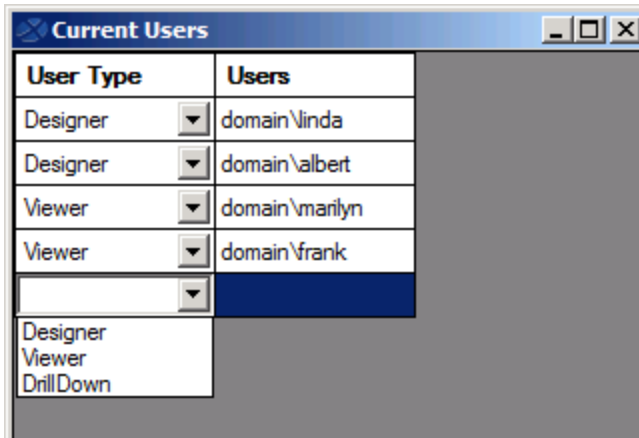 Current Users
User Type Users
Designer domain\linda
Designer domain\albert
Viewer domain\marilyn
Viewer domain\frank
Designer
Viewer
DrillDown